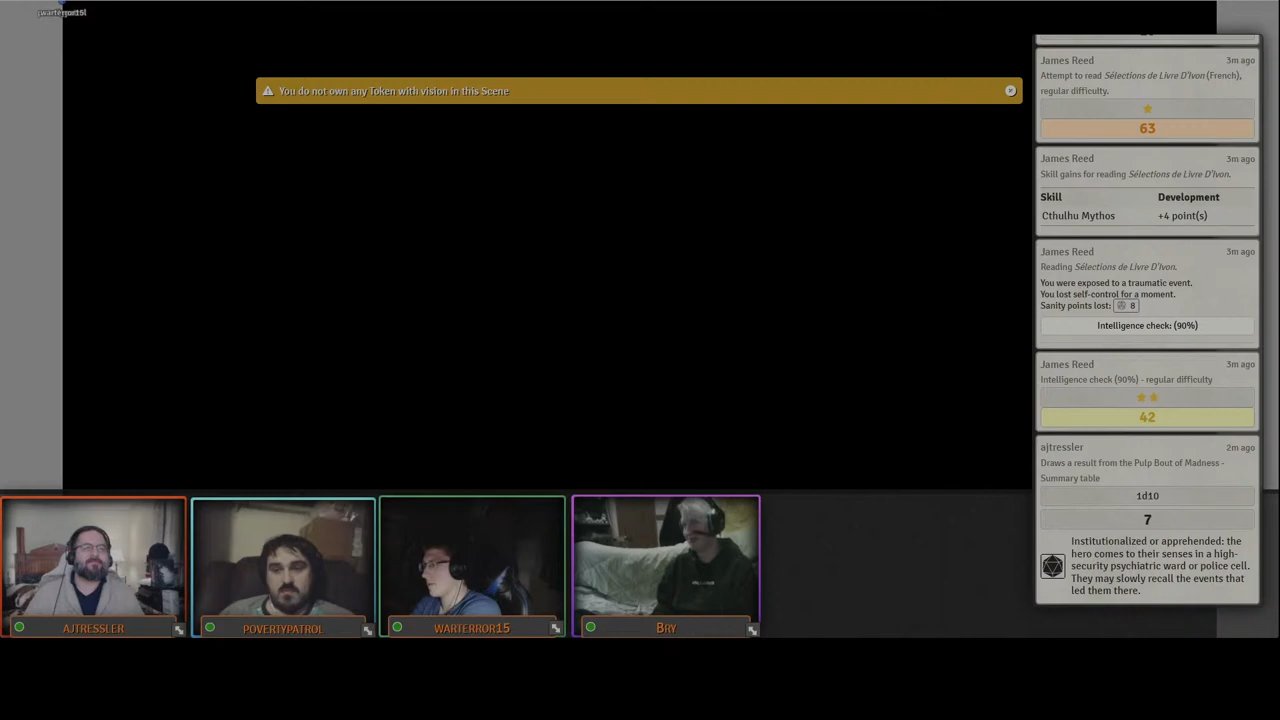 You do not own any Token with vision in this Scene
James Reed 3m ago
Attempt to read Sélections de Livre D'Ivon (French),
regular difficulty.
63
James Reed 3m ago
Skill gains for reading Sélections de Livre D'Ivon.
Skill Development
Cthulhu Mythos +4 point(s)
James Reed 3m ago
Reading Sélections de Livre D'Ivon.
You were exposed to a traumatic event.
You lost self-control for a moment.
Sanity points lost: 8
Intelligence check: (90%)
James Reed 3m ago
Intelligence check (90%) - regular difficulty
42
ajtressler 2m ago
Draws a result from the Pulp Bout of Madness -
Summary table
1d10
7
Institutionalized or apprehended: the
hero comes to their senses in a high-
security psychiatric ward or police cell.
They may slowly recall the events that
led them there.
AJTRESSLER
POVERTYPATROL
WARTERROR15
BRY